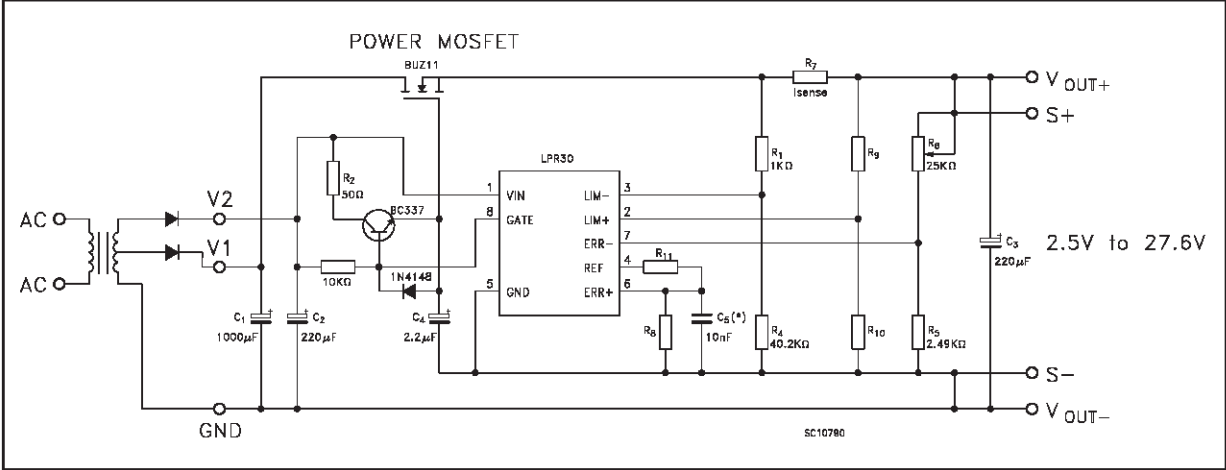 POWER MOSFET
BUZ11
R7
Isense
VOUT+
S+
R1
1KΩ
R9
R6
25KΩ
LPR30
R2
50Ω
BC337
1 VIN
8 GATE
5 GND
LIM- 3
LIM+ 2
ERR- 7
REF 4
ERR+ 6
R11
AC
V2
V1
AC
C3
220μF
2.5V to 27.6V
10KΩ
1N4148
C1
1000μF
C2
220μF
C4
2.2μF
R8
C5(*)
10nF
R4
40.2KΩ
R10
R5
2.49KΩ
S-
GND
VOUT-
SC10780